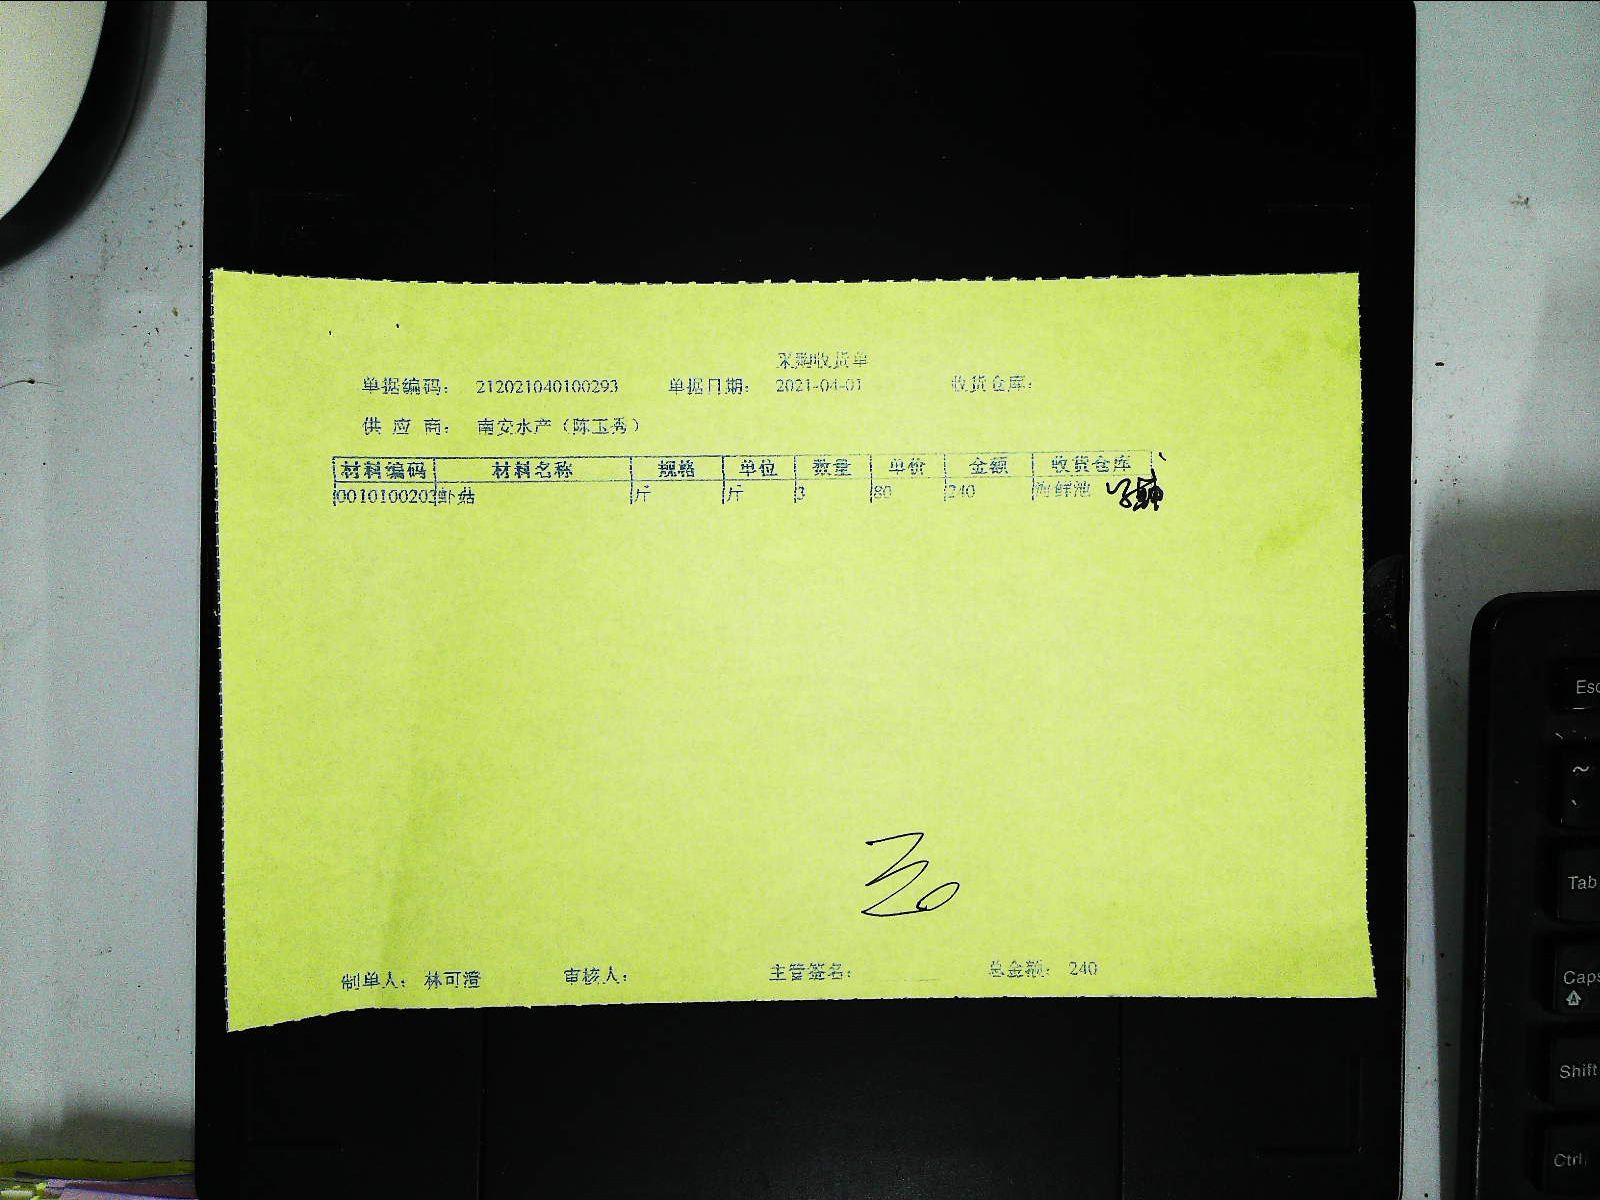 采购收货单
单据编码： 212021040100293 单据日期： 2021-04-01 收货仓库：
供 应 商： 南安水产（陈玉秀）
材料编码 材料名称 规格 单位 数量 单价 金额 收货仓库
0010100203 虾菇 斤 斤 3 80 240 海鲜池
制单人： 林可澄 审核人： 主管签名： 总金额： 240
Esc
~
Tab
Caps
Shift
Ctrl